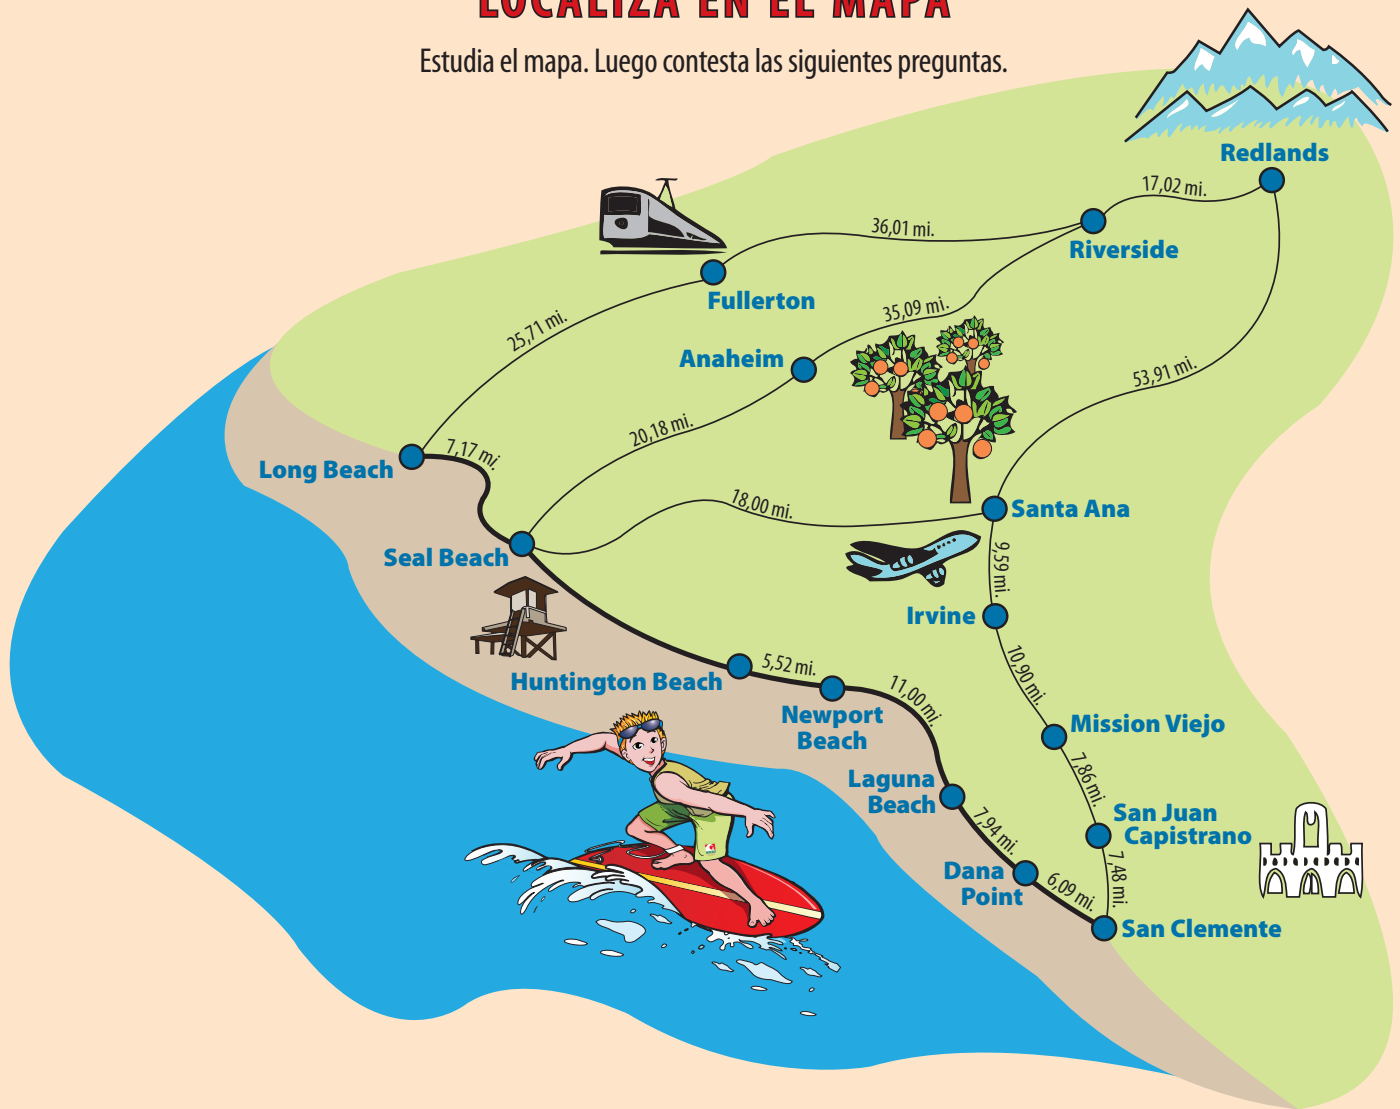 LOCALIZA EN EL MAPA
Estudia el mapa. Luego contesta las siguientes preguntas.
Redlands
17,02 mi.
36,01 mi.
Riverside
Fullerton
25,71 mi.
35,09 mi.
Anaheim
53,91 mi.
20,18 mi.
7,17 mi.
Long Beach
18,00 mi.
Santa Ana
Seal Beach
9,59 mi.
Irvine
10,90 mi.
Huntington Beach
5,52 mi.
11,00 mi.
Newport
Beach
Mission Viejo
7,86 mi.
Laguna
Beach
San Juan
Capistrano
7,94 mi.
Dana
Point
6,09 mi.
7,48 mi.
San Clemente